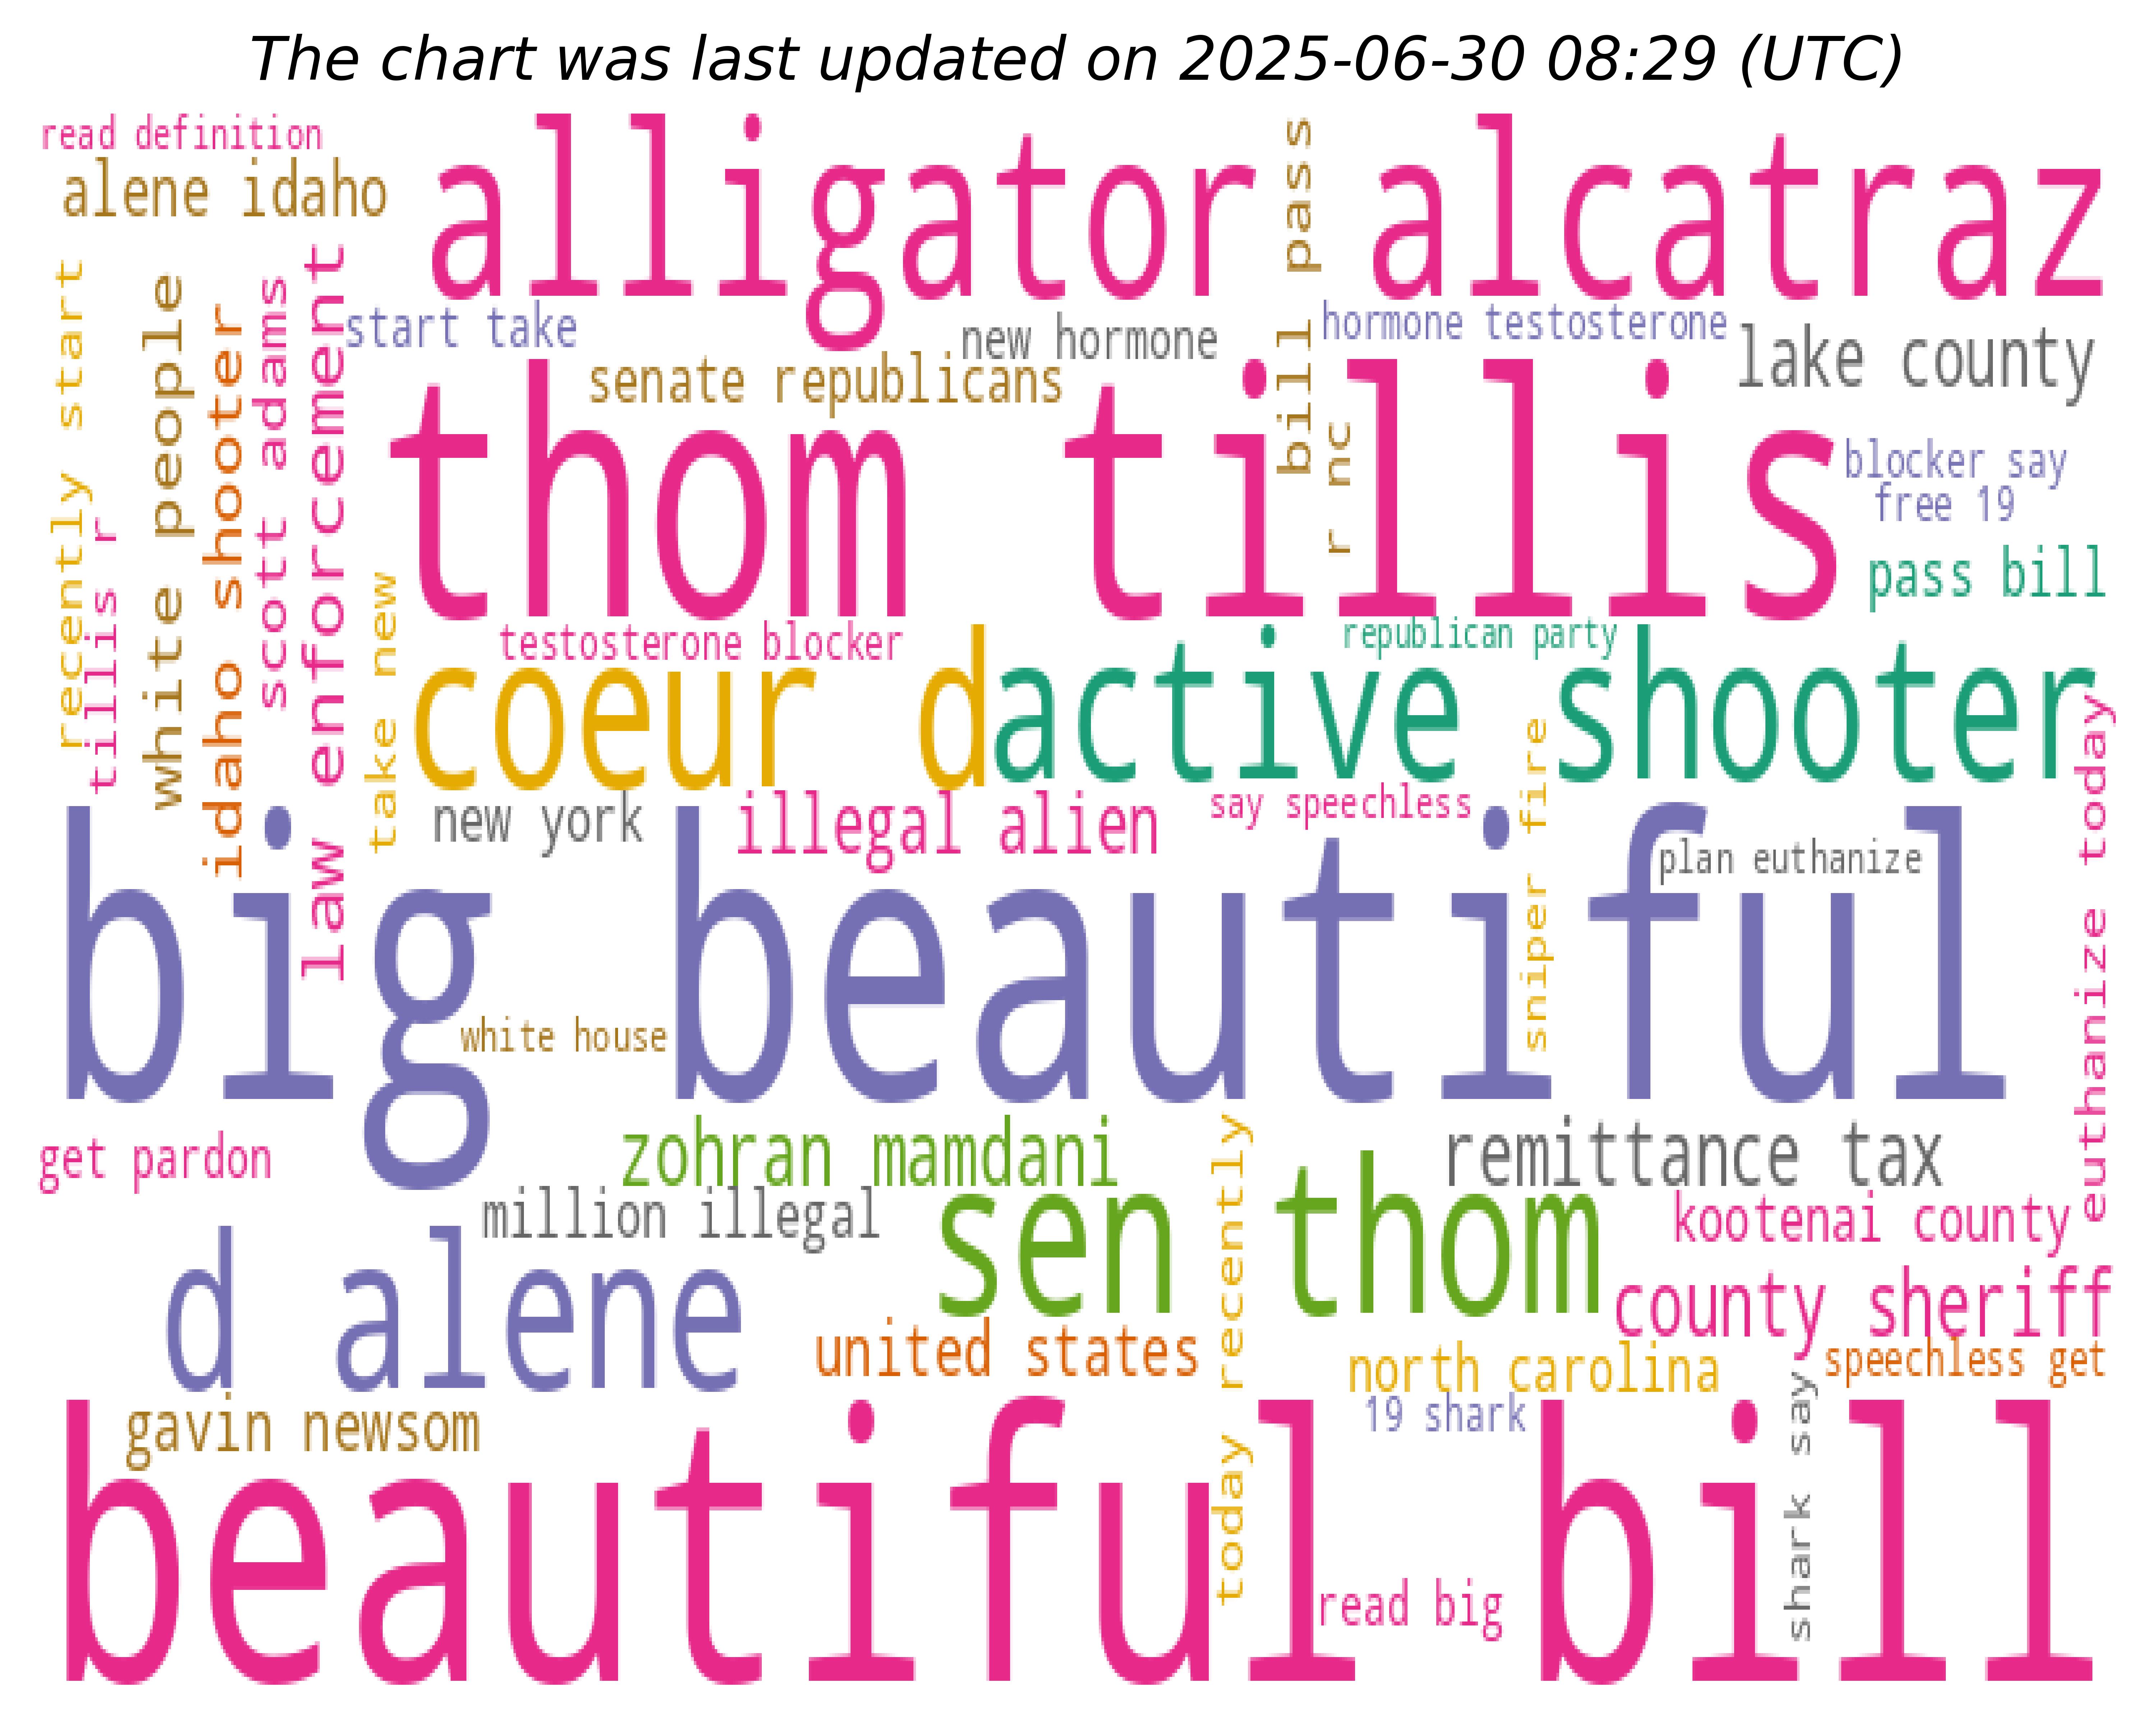 The chart was last updated on 2025-06-30 08:29 (UTC)
read definition
alene idaho
alligator alcatraz
bill pass
recently start
tillis r
white people
idaho shooter
scott adams
law enforcement
start take
new hormone
hormone testosterone
lake county
senate republicans
thom tillis
r nc
blocker say
free 19
pass bill
take new
testosterone blocker
republican party
coeur d
active shooter
new york
illegal alien
say speechless
sniper fire
plan euthanize
euthanize today
big beautiful
white house
get pardon
zohran mamdani
remittance tax
million illegal
sen thom
today recently
kootenai county
d alene
county sheriff
united states
north carolina
speechless get
gavin newsom
19 shark
shark say
beautiful bill
read big